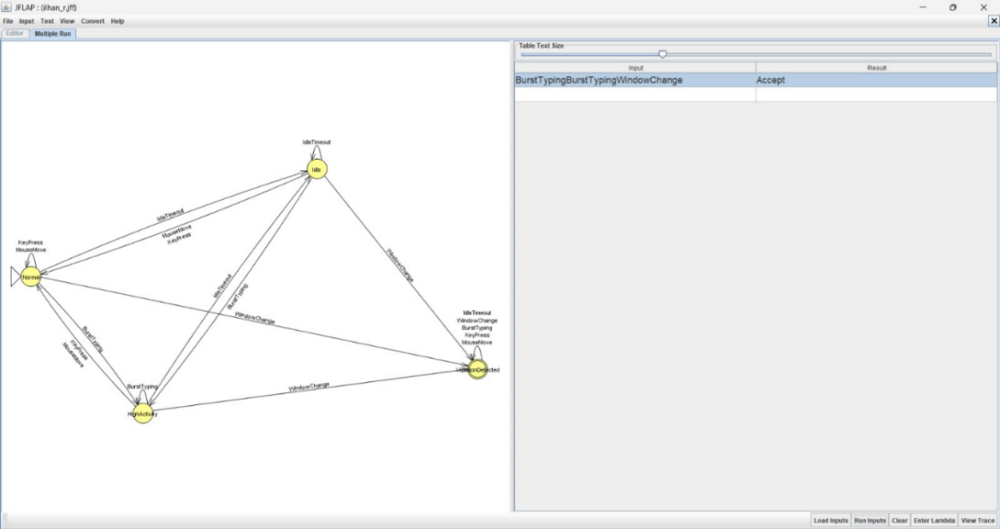 JFLAP : (ilhan_r.jff)
File Input Test View Convert Help
Editor Multiple Run
Table Text Size
Input Result
BurstTypingBurstTypingWindowChange Accept
IdleTimeout
Idle
IdleTimeout
MouseMove
KeyPress
KeyPress
MouseMove
Normal
WindowChange
IdleTimeout
BurstTyping
WindowChange
BurstTyping
KeyPress
MouseMove
IdleTimeout
WindowChange
BurstTyping
KeyPress
MouseMove
BurstTyping
HighActivity
WindowChange
Load Inputs Run Inputs Clear Enter Lambda View Trace